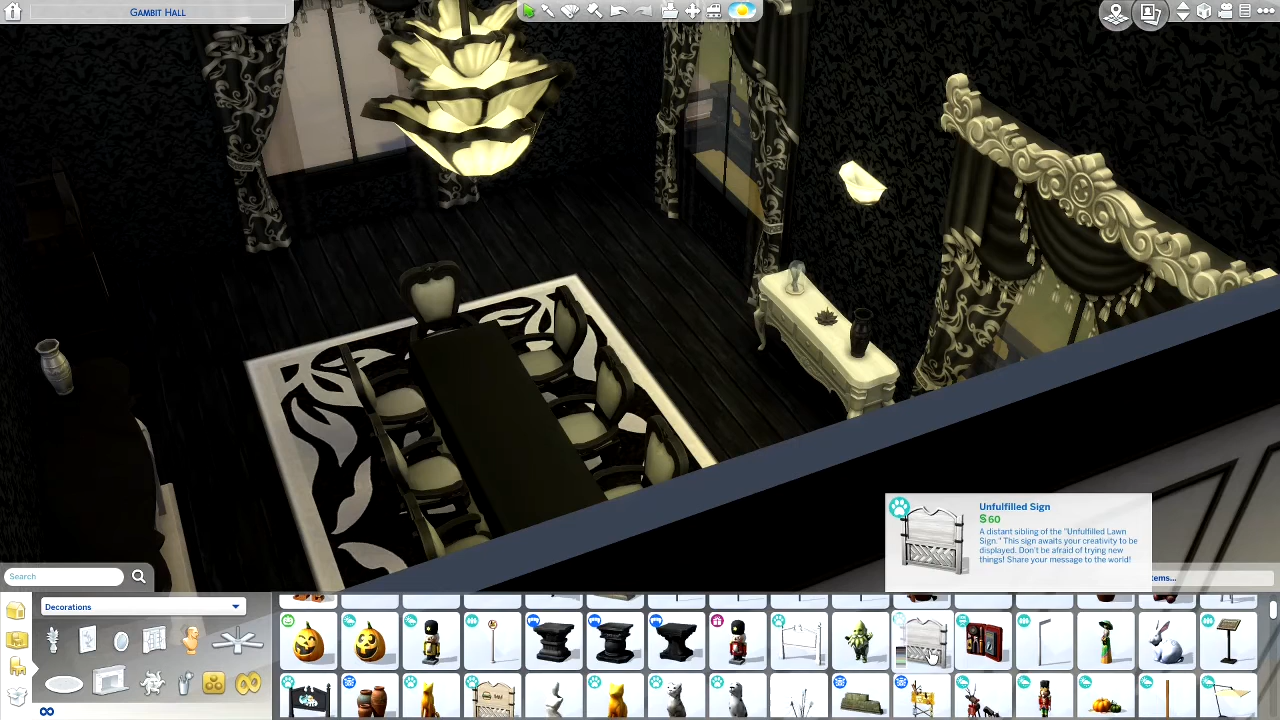 GAMBIT HALL
Unfulfilled Sign
§60
A distant sibling of the "Unfulfilled Lawn
Sign." This sign awaits your creativity to be
displayed. Don't be afraid of trying new
things! Share your message to the world!
Search
tems...
Decorations